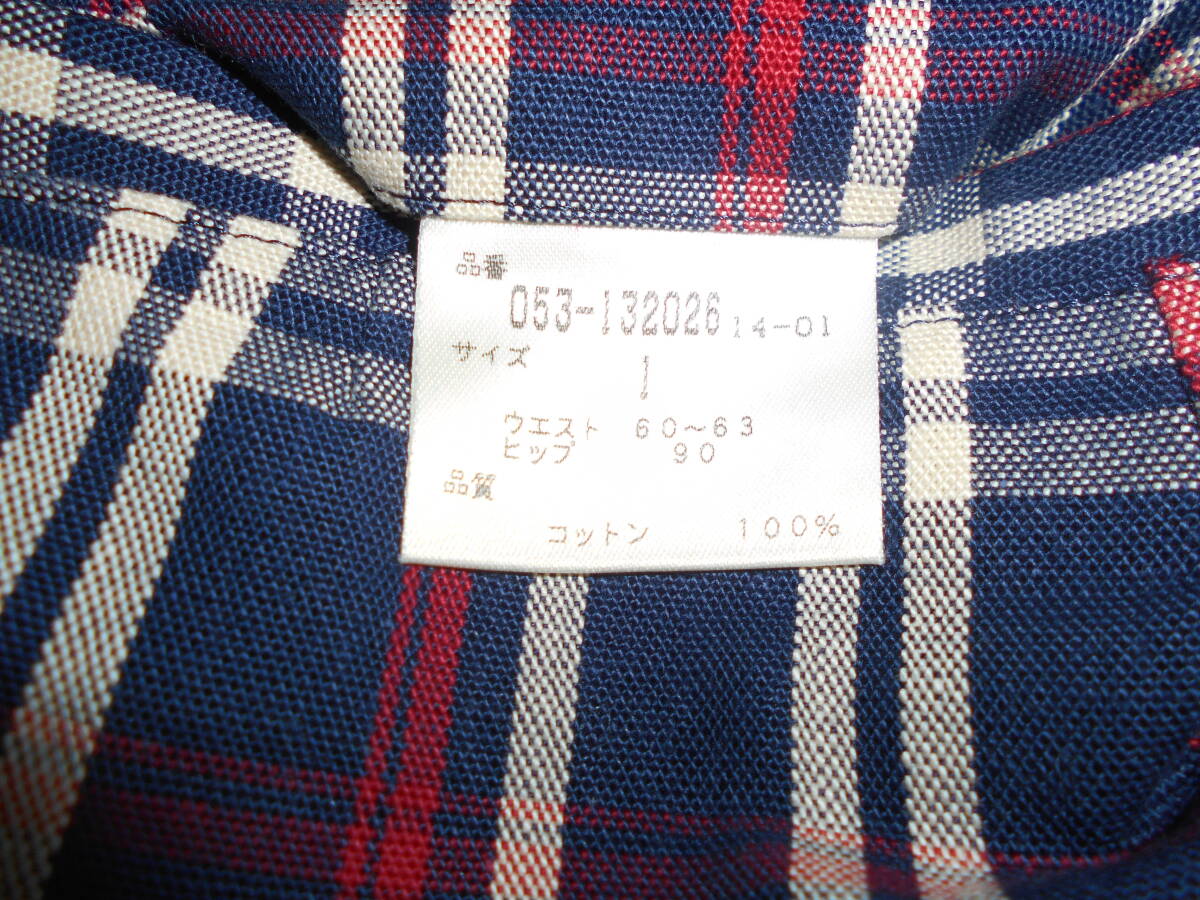 品番
053-132026 14-01
サイズ
1
ウエスト 60~63
ヒップ 90
品質
コットン 100%